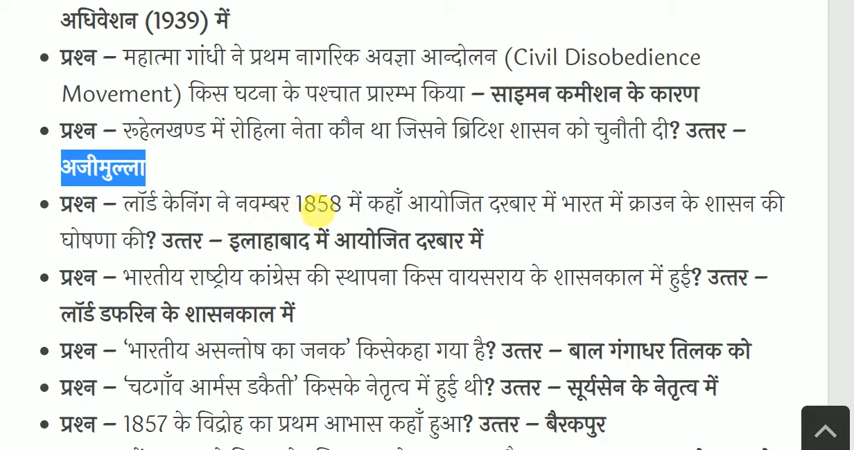 अधिवेशन (1939) में
प्रश्न – महात्मा गांधी ने प्रथम नागरिक अवज्ञा आन्दोलन (Civil Disobedience
Movement) किस घटना के पश्चात प्रारम्भ किया – साइमन कमीशन के कारण
प्रश्न – रूहेलखण्ड में रोहिला नेता कौन था जिसने ब्रिटिश शासन को चुनौती दी? उत्तर –
अजीमुल्ला
प्रश्न – लॉर्ड केनिंग ने नवम्बर 1858 में कहाँ आयोजित दरबार में भारत में क्राउन के शासन की
घोषणा की? उत्तर – इलाहाबाद में आयोजित दरबार में
प्रश्न – भारतीय राष्ट्रीय कांग्रेस की स्थापना किस वायसराय के शासनकाल में हुई? उत्तर –
लॉर्ड डफरिन के शासनकाल में
प्रश्न – ‘भारतीय असन्तोष का जनक’ किसेकहा गया है? उत्तर – बाल गंगाधर तिलक को
प्रश्न – ‘चटगाँव आर्मस डकैती’ किसके नेतृत्व में हुई थी? उत्तर – सूर्यसेन के नेतृत्व में
प्रश्न – 1857 के विद्रोह का प्रथम आभास कहाँ हुआ? उत्तर – बैरकपुर